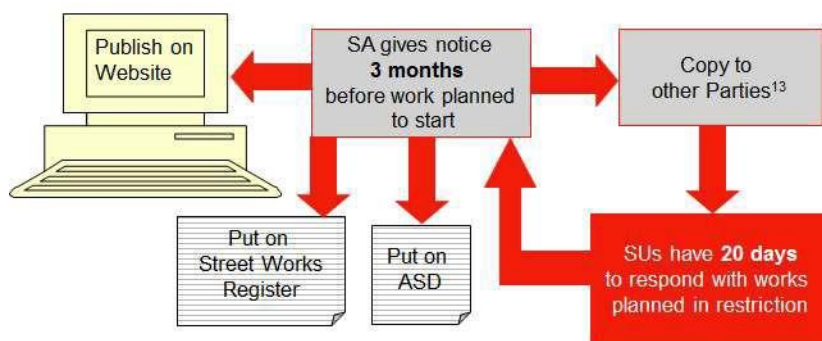 Publish on
Website
SA gives notice
3 months
before work planned
to start
Copy to
other Parties¹³
Put on
Street Works
Register
Put on
ASD
SUs have 20 days
to respond with works
planned in restriction